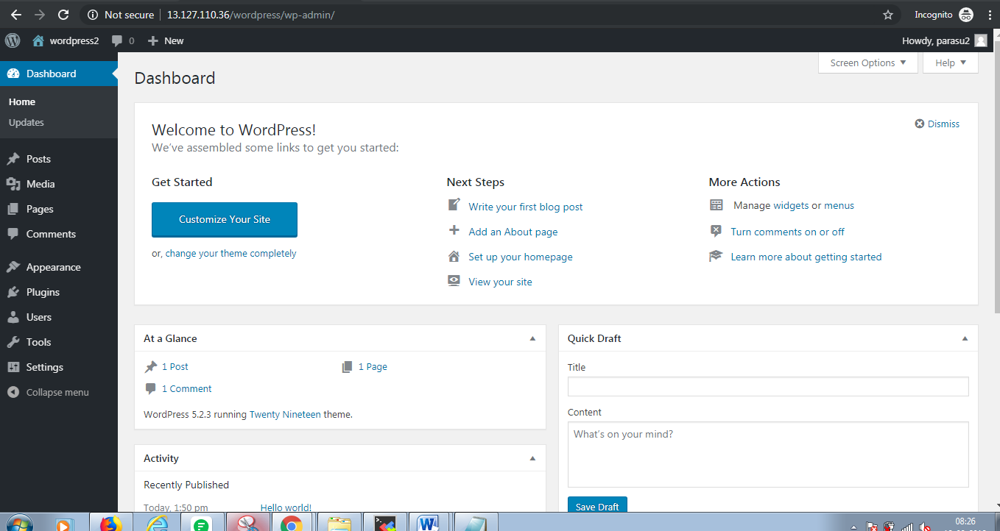 Not secure 13.127.110.36/wordpress/wp-admin/ Incognito
wordpress2 0 New Howdy, parasu2
Dashboard
Home
Updates
Posts
Media
Pages
Comments
Appearance
Plugins
Users
Tools
Settings
Collapse menu
Screen Options Help
Dashboard
Welcome to WordPress! Dismiss
We've assembled some links to get you started:
Get Started
Customize Your Site
or, change your theme completely
Next Steps
Write your first blog post
Add an About page
Set up your homepage
View your site
More Actions
Manage widgets or menus
Turn comments on or off
Learn more about getting started
At a Glance
1 Post 1 Page
1 Comment
WordPress 5.2.3 running Twenty Nineteen theme.
Activity
Recently Published
Today, 1:50 pm Hello world!
Quick Draft
Title
Content
What's on your mind?
Save Draft
08:26